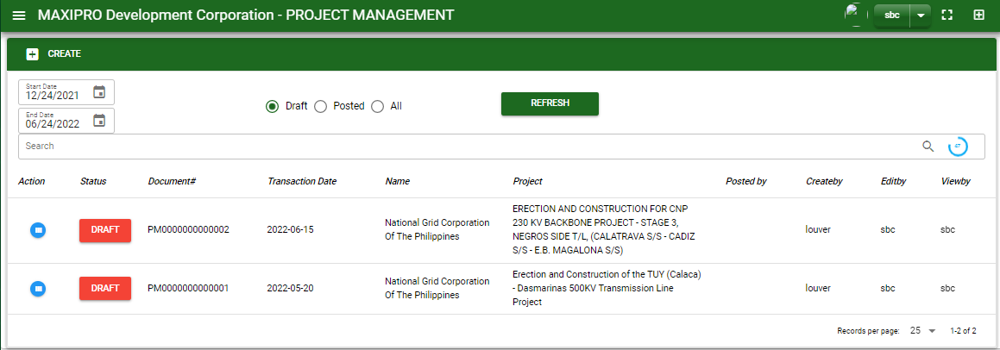 MAXIPRO Development Corporation - PROJECT MANAGEMENT
sbc
CREATE
Start Date
12/24/2021
End Date
06/24/2022
Draft Posted All
REFRESH
Search
47
Action Status Document# Transaction Date Name Project Posted by Createby Editby Viewby
DRAFT PM0000000000002 2022-06-15
National Grid Corporation
Of The Philippines
ERECTION AND CONSTRUCTION FOR CNP
230 KV BACKBONE PROJECT - STAGE 3,
NEGROS SIDE T/L, (CALATRAVA S/S - CADIZ
S/S - E.B. MAGALONA S/S)
louver sbc sbc
DRAFT PM0000000000001 2022-05-20
National Grid Corporation
Of The Philippines
Erection and Construction of the TUY (Calaca)
- Dasmarinas 500KV Transmission Line
Project
louver sbc sbc
Records per page: 25 1-2 of 2